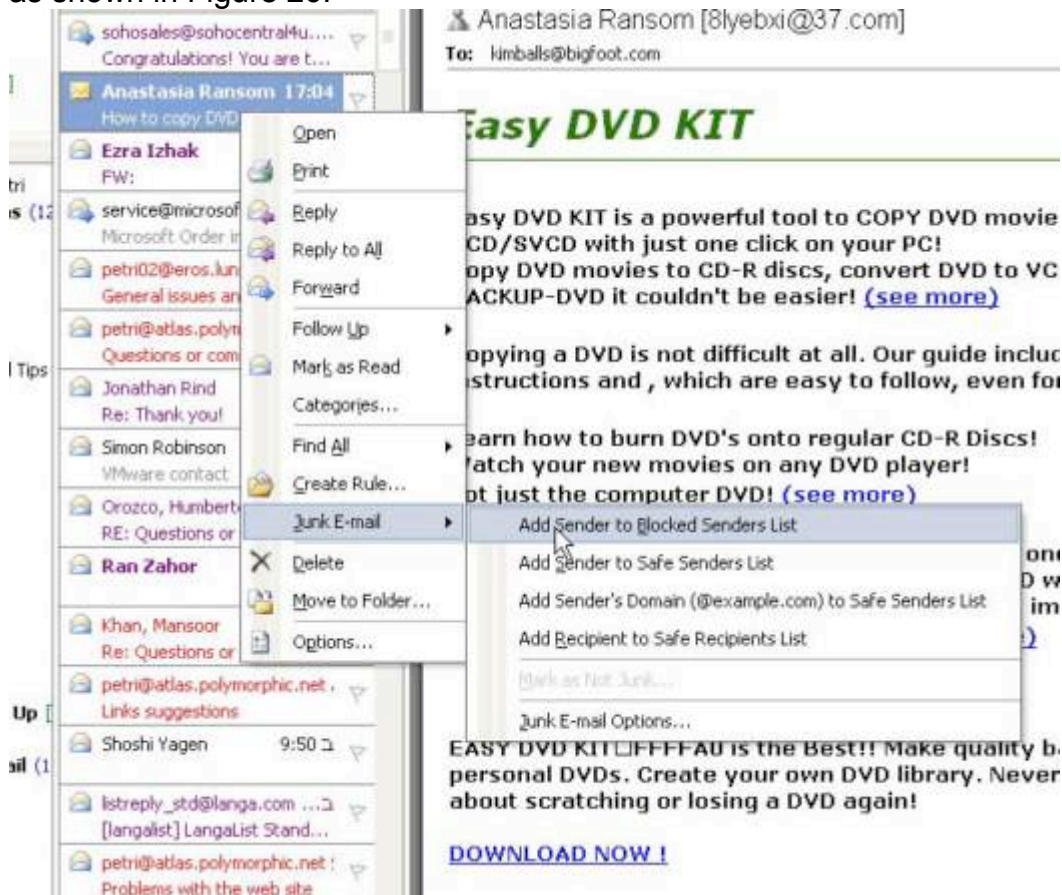 as shown in Figure
sohosales@sohocentral4u....
Congratulations! You are t...
Anastasia Ransom 17:04
How to copy DVD
Ezra Izhak
FW:
tri
s (12
service@microsof
Microsoft Order
petri02@eros.lun
General issues an
petri@atlas.polym
Questions or com
l Tips
Jonathan Rind
Re: Thank you!
Simon Robinson
VMware contact
Orozco, Humberto
RE: Questions or
Ran Zahor
Khan, Mansoor
Re: Questions or
petri@atlas.polymorphic.net
Links suggestions
Up
Shoshi Yagen 9:50 ב
ail (1
listreply_std@langa.com ...ב
[langalist] LangaList Stand...
petri@atlas.polymorphic.net
Problems with the web site
Open
Print
Reply
Reply to All
Forward
Follow Up
Mark as Read
Categories...
Find All
Create Rule...
Junk E-mail
Delete
Move to Folder...
Options...
Add Sender to Blocked Senders List
Add Sender to Safe Senders List
Add Sender's Domain (@example.com) to Safe Senders List
Add Recipient to Safe Recipients List
Mark as Not Junk...
Junk E-mail Options...
Anastasia Ransom [8lyebxi@37.com]
To: kimballs@bigfoot.com
Easy DVD KIT
asy DVD KIT is a powerful tool to COPY DVD movie
CD/SVCD with just one click on your PC!
opy DVD movies to CD-R discs, convert DVD to VC
ACKUP-DVD it couldn't be easier! (see more)
opying a DVD is not difficult at all. Our guide includ
structions and , which are easy to follow, even for
earn how to burn DVD's onto regular CD-R Discs!
atch your new movies on any DVD player!
ot just the computer DVD! (see more)
one
D w
im
EASY DVD KIT□FFFFAU is the Best!! Make quality ba
personal DVDs. Create your own DVD library. Never
about scratching or losing a DVD again!
DOWNLOAD NOW !